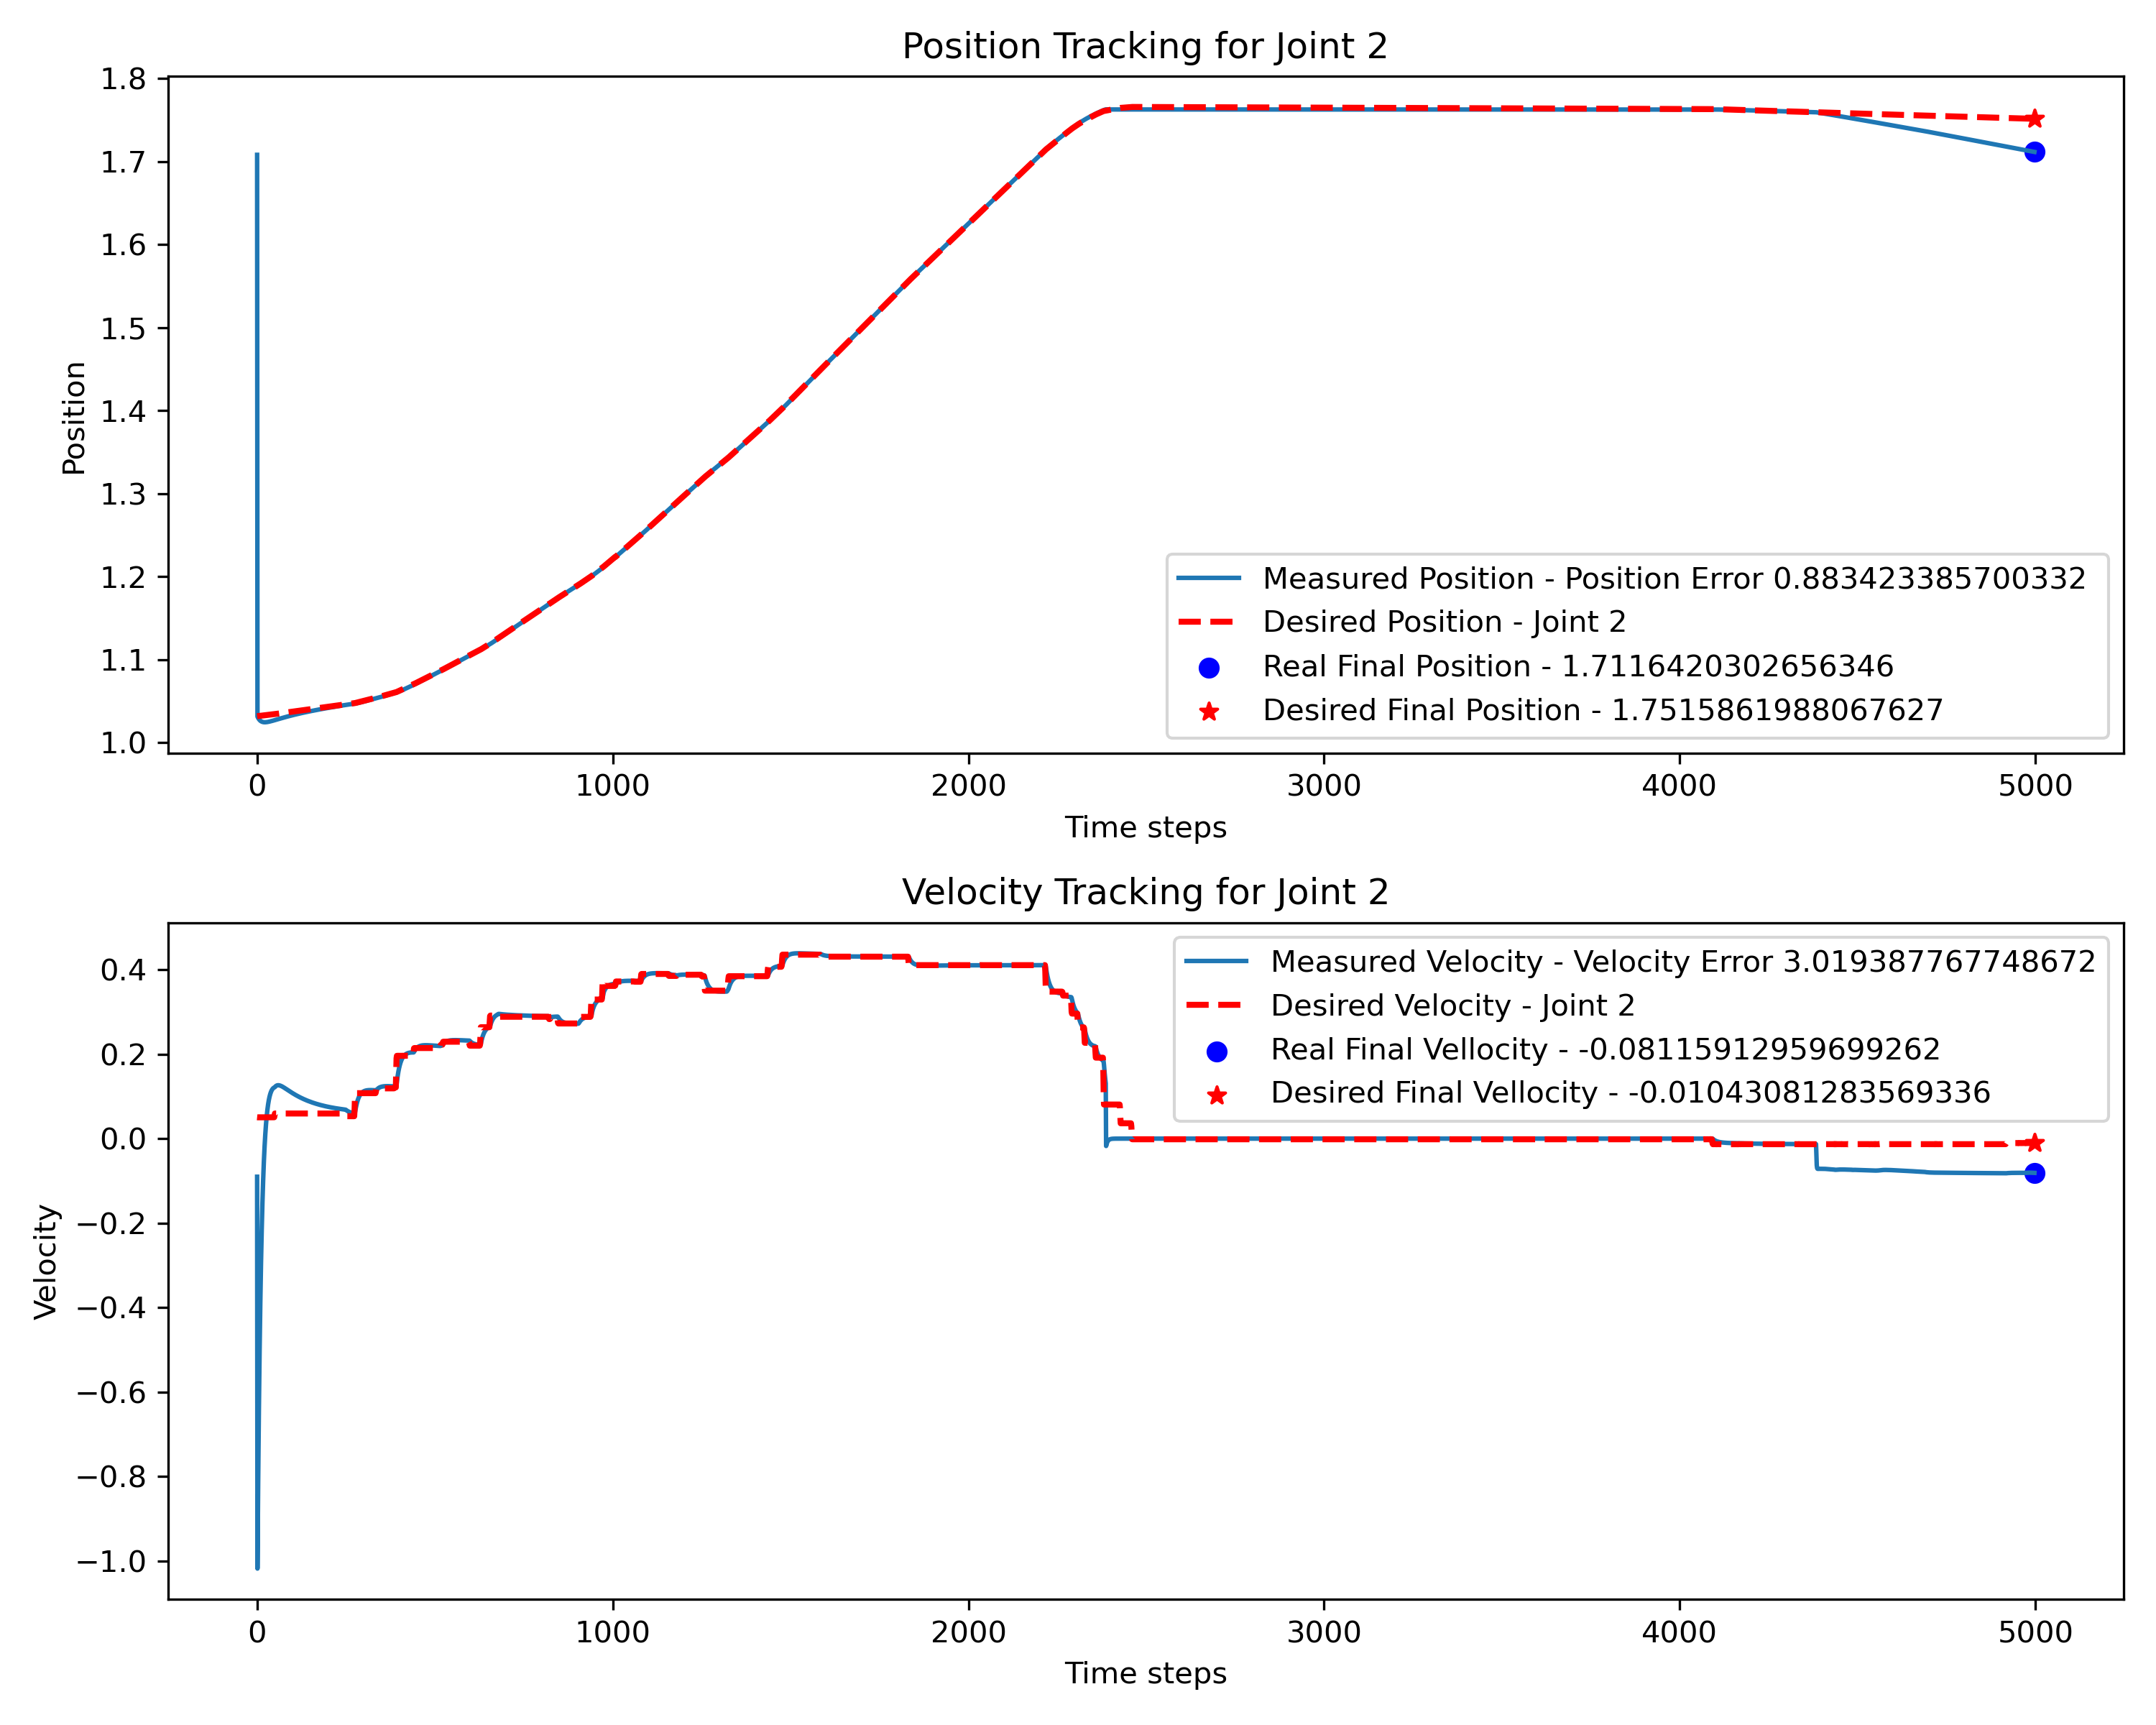 Position Tracking for Joint 2
1.8
1.7
1.6
1.5
1.4
1.3
1.2
1.1
1.0
Position
Measured Position - Position Error 0.883423385700332
Desired Position - Joint 2
Real Final Position - 1.7116420302656346
Desired Final Position - 1.7515861988067627
0 1000 2000 3000 4000 5000
Time steps
Velocity Tracking for Joint 2
0.4
0.2
0.0
−0.2
−0.4
−0.6
−0.8
−1.0
Velocity
Measured Velocity - Velocity Error 3.019387767748672
Desired Velocity - Joint 2
Real Final Vellocity - -0.08115912959699262
Desired Final Vellocity - -0.01043081283569336
0 1000 2000 3000 4000 5000
Time steps